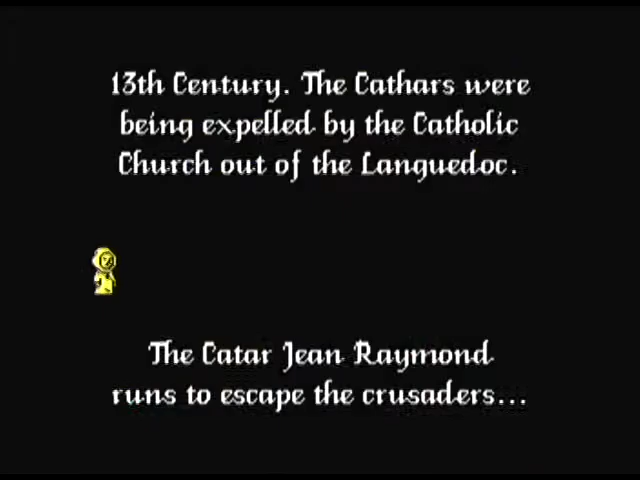 13th Century. The Cathars were
being expelled by the Catholic
Church out of the Languedoc.
The Catar Jean Raymond
runs to escape the crusaders...